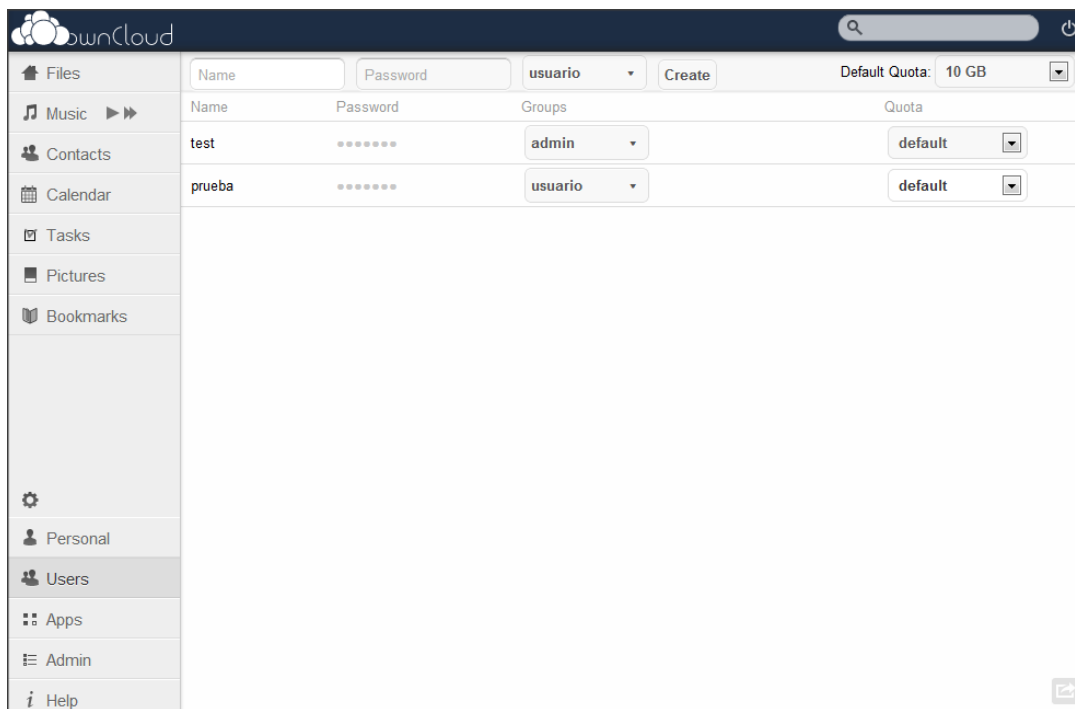 ownCloud
Files
Music
Contacts
Calendar
Tasks
Pictures
Bookmarks
Personal
Users
Apps
Admin
Help
Name Password usuario Create Default Quota: 10 GB
Name Password Groups Quota
test ●●●●●●● admin default
prueba ●●●●●●● usuario default